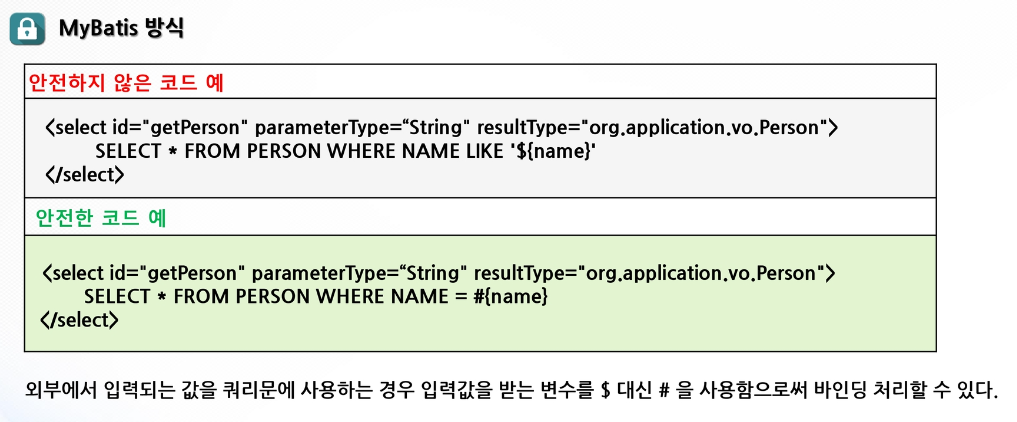 MyBatis 방식
안전하지 않은 코드 예
<select id="getPerson" parameterType=“String" resultType="org.application.vo.Person">
SELECT * FROM PERSON WHERE NAME LIKE '${name}'
</select>
안전한 코드 예
<select id="getPerson" parameterType=“String" resultType="org.application.vo.Person">
SELECT * FROM PERSON WHERE NAME = #{name}
</select>
외부에서 입력되는 값을 쿼리문에 사용하는 경우 입력값을 받는 변수를 $ 대신 # 을 사용함으로써 바인딩 처리할 수 있다.